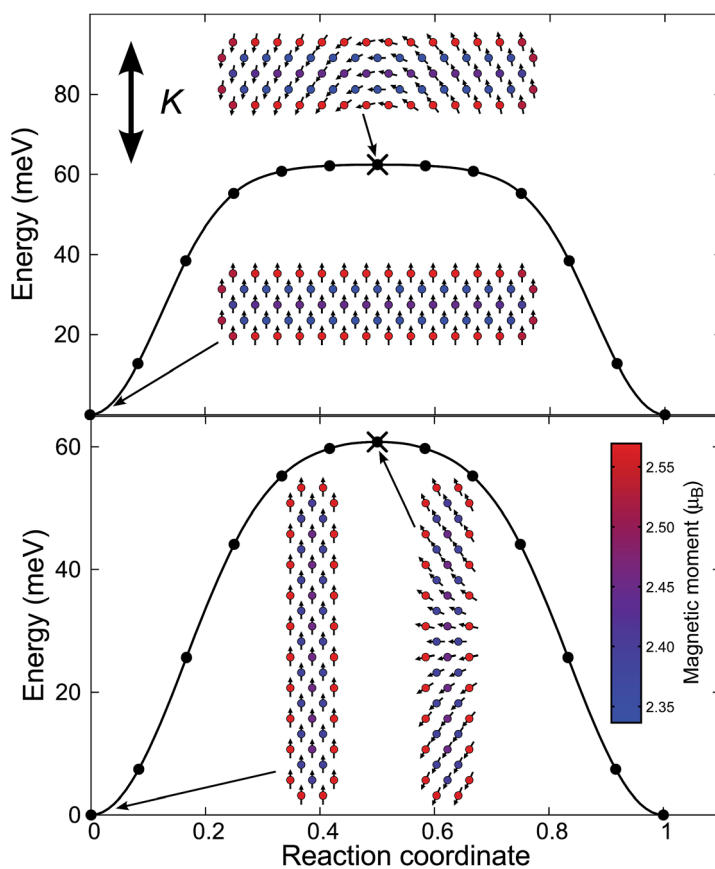 K
Energy (meV)
80
60
40
20
Energy (meV)
60
40
20
0
2.55
2.50
2.45
2.40
2.35
Magnetic moment (μB)
0 0.2 0.4 0.6 0.8 1
Reaction coordinate